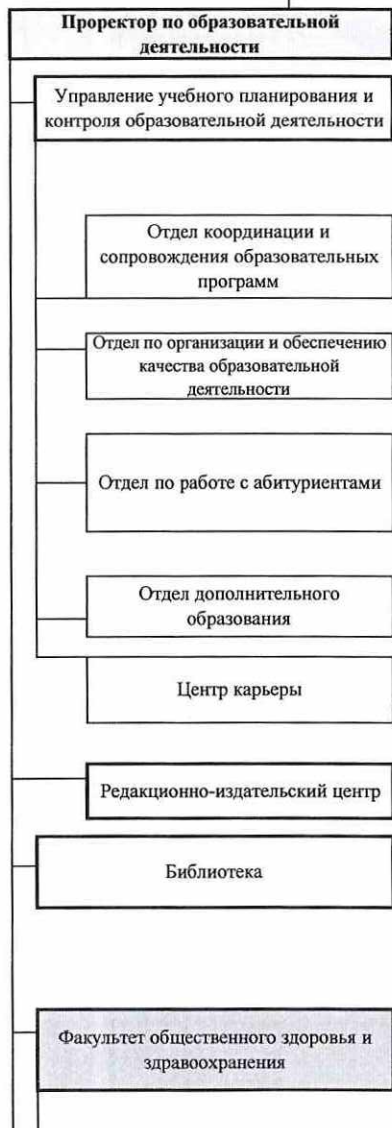 Проректор по образовательной
деятельности
Управление учебного планирования и
контроля образовательной деятельности
Отдел координации и
сопровождения образовательных
программ
Отдел по организации и обеспечению
качества образовательной
деятельности
Отдел по работе с абитуриентами
Отдел дополнительного
образования
Центр карьеры
Редакционно-издательский центр
Библиотека
Факультет общественного здоровья и
здравоохранения